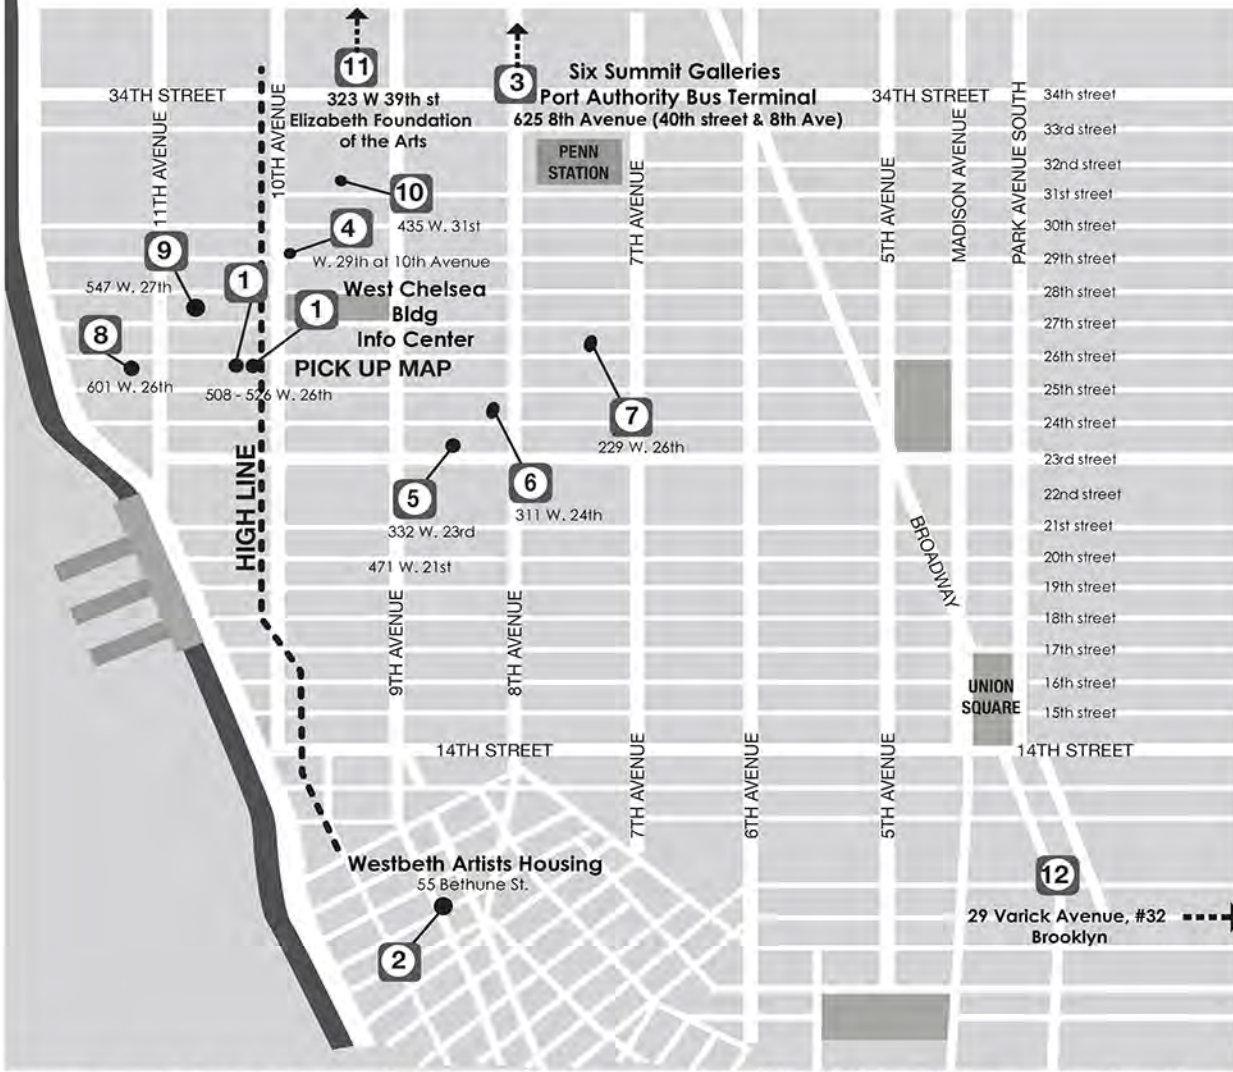 11
323 W 39th st
Elizabeth Foundation
of the Arts
3
Six Summit Galleries
Port Authority Bus Terminal
625 8th Avenue (40th street & 8th Ave)
34TH STREET
34TH STREET
34th street
33rd street
32nd street
31st street
30th street
29th street
28th street
27th street
26th street
25th street
24th street
23rd street
22nd street
21st street
20th street
19th street
18th street
17th street
16th street
15th street
11TH AVENUE
10TH AVENUE
7TH AVENUE
5TH AVENUE
MADISON AVENUE
PARK AVENUE SOUTH
PENN
STATION
10
435 W. 31st
4
W. 29th at 10th Avenue
9
547 W. 27th
1
1
West Chelsea
Bldg
Info Center
PICK UP MAP
8
601 W. 26th
508 - 526 W. 26th
7
229 W. 26th
HIGH LINE
5
332 W. 23rd
471 W. 21st
6
311 W. 24th
BROADWAY
9TH AVENUE
8TH AVENUE
UNION
SQUARE
14TH STREET
14TH STREET
7TH AVENUE
6TH AVENUE
5TH AVENUE
Westbeth Artists Housing
55 Bethune St.
2
12
29 Varick Avenue, #32
Brooklyn